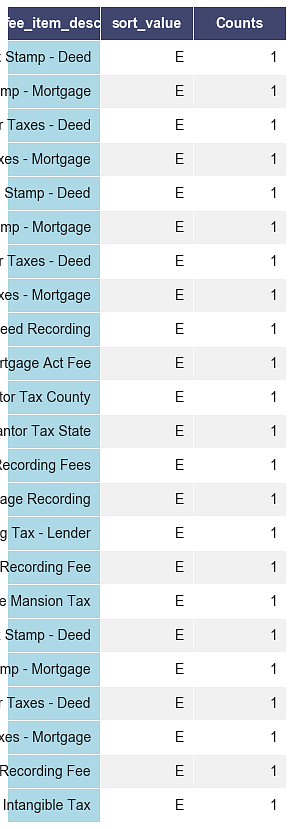 fee_item_desc sort_value Counts
Stamp - Deed E 1
mp - Mortgage E 1
r Taxes - Deed E 1
xes - Mortgage E 1
Stamp - Deed E 1
mp - Mortgage E 1
r Taxes - Deed E 1
xes - Mortgage E 1
eed Recording E 1
rtgage Act Fee E 1
tor Tax County E 1
antor Tax State E 1
Recording Fees E 1
age Recording E 1
g Tax - Lender E 1
Recording Fee E 1
e Mansion Tax E 1
Stamp - Deed E 1
mp - Mortgage E 1
r Taxes - Deed E 1
xes - Mortgage E 1
Recording Fee E 1
Intangible Tax E 1